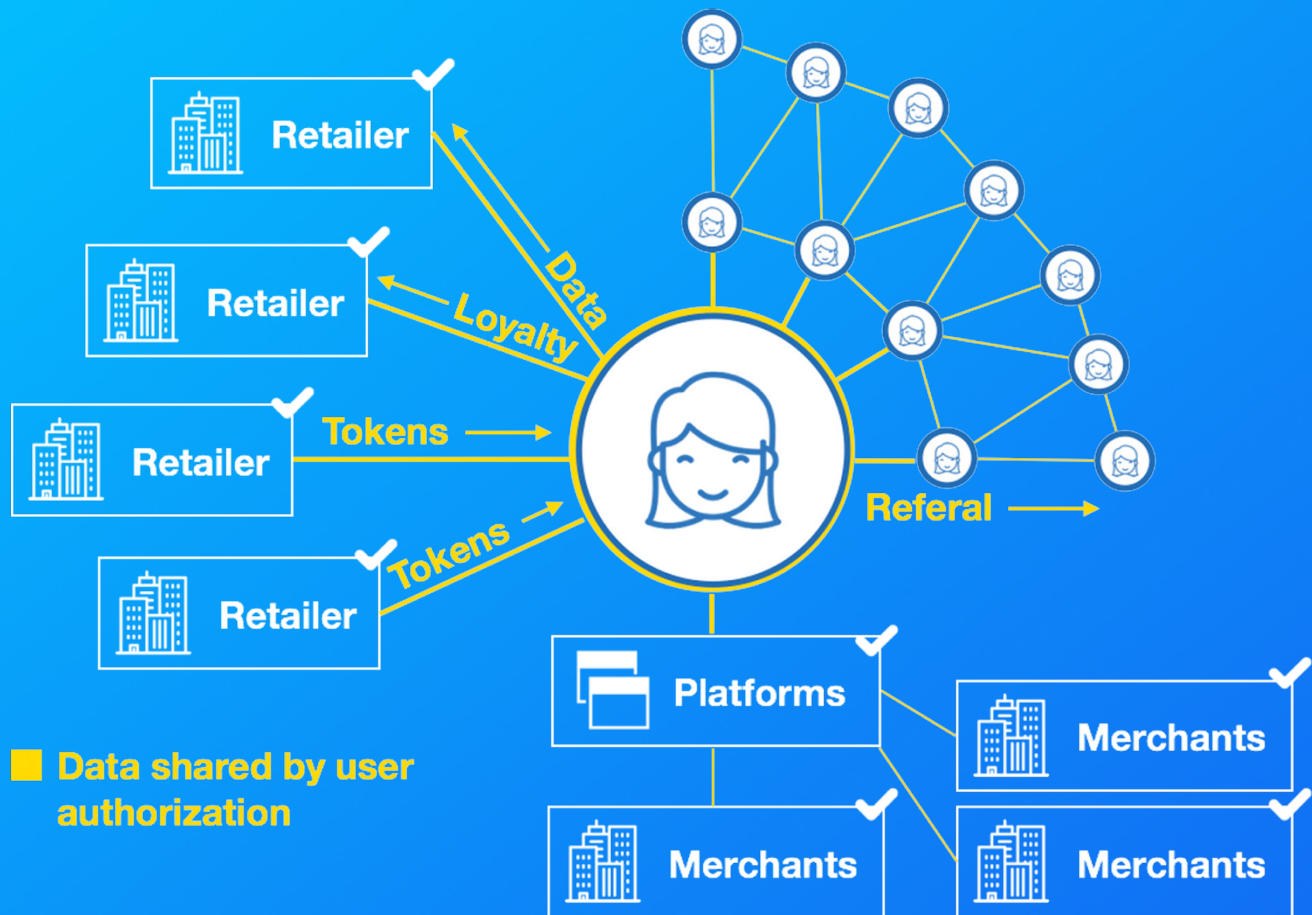 Retailer
Data
Retailer
Loyalty
Retailer
Tokens
Retailer
Tokens
Referal
Platforms
Merchants
Data shared by user
authorization
Merchants
Merchants